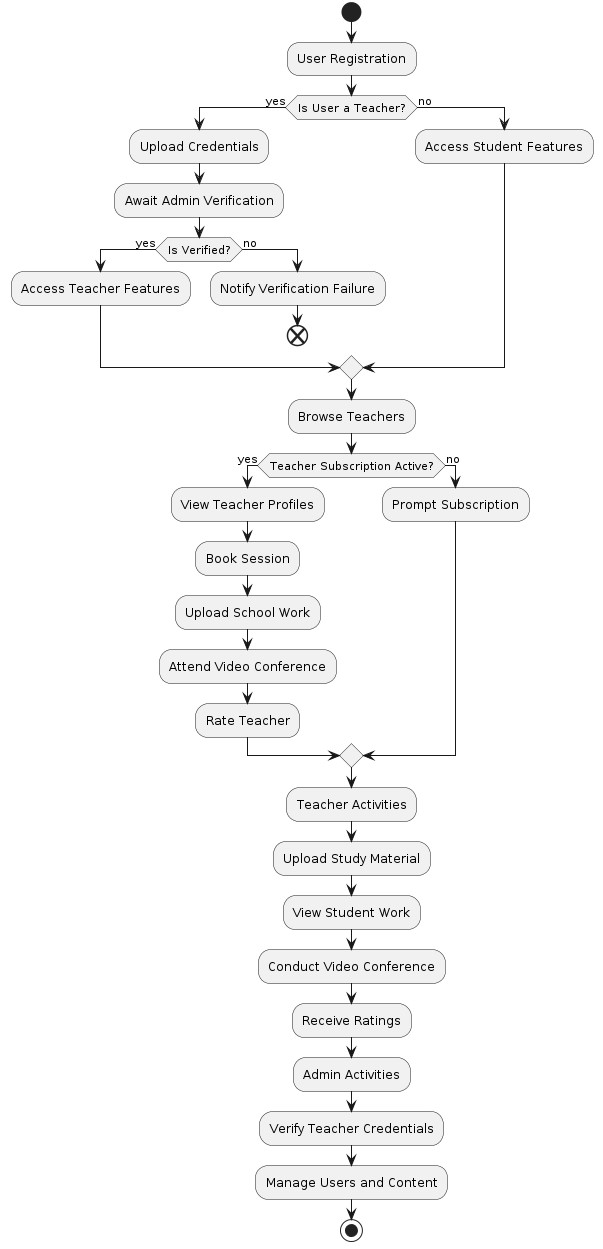 User Registration
yes
Is User a Teacher?
no
Upload Credentials
Access Student Features
Await Admin Verification
yes
Is Verified?
no
Access Teacher Features
Notify Verification Failure
Browse Teachers
yes
Teacher Subscription Active?
no
View Teacher Profiles
Prompt Subscription
Book Session
Upload School Work
Attend Video Conference
Rate Teacher
Teacher Activities
Upload Study Material
View Student Work
Conduct Video Conference
Receive Ratings
Admin Activities
Verify Teacher Credentials
Manage Users and Content